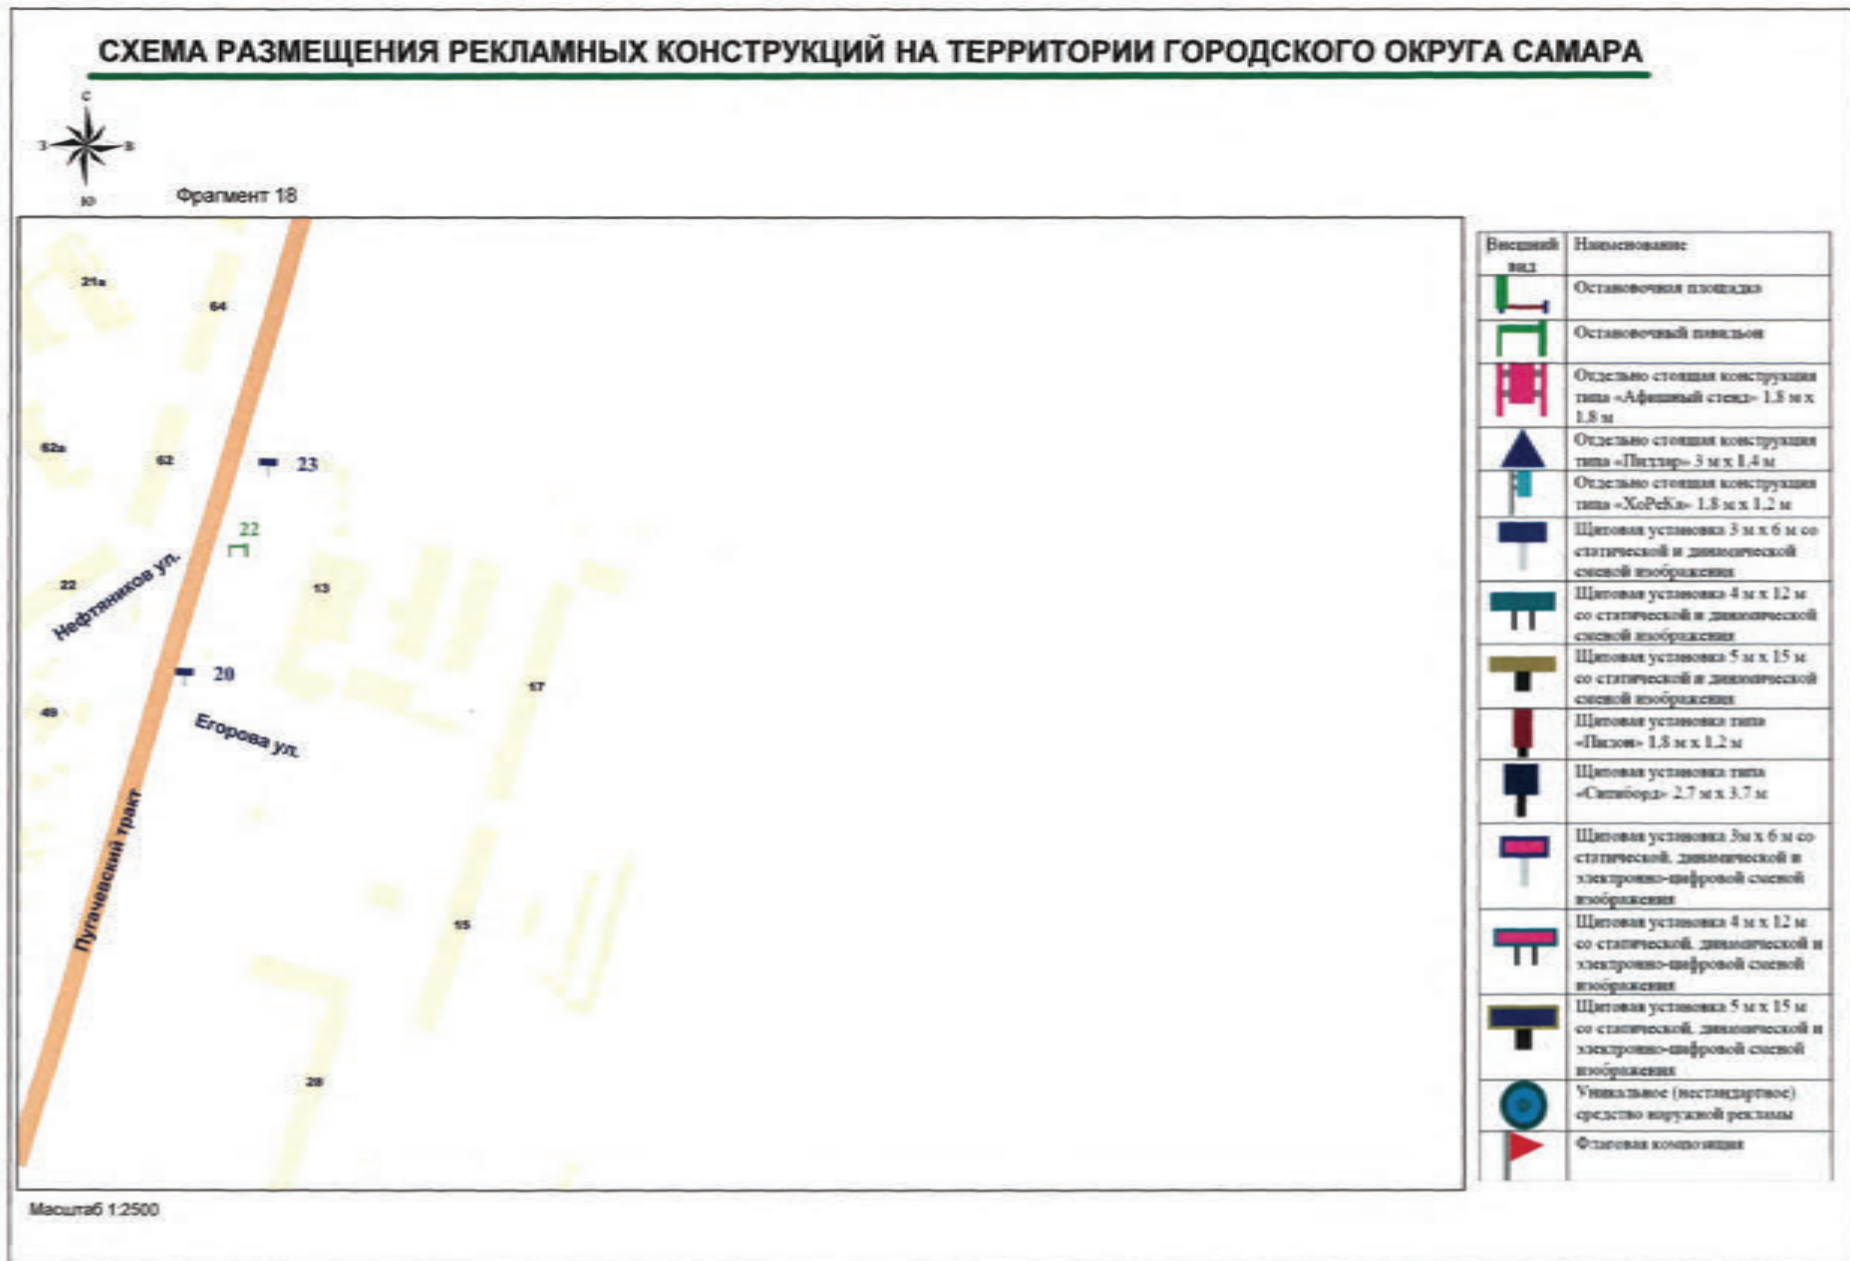 СХЕМА РАЗМЕЩЕНИЯ РЕКЛАМНЫХ КОНСТРУКЦИЙ НА ТЕРРИТОРИИ ГОРОДСКОГО ОКРУГА САМАРА
С
З В
Ю
Фрагмент 18
21а
64
62а
62
23
22
22
Нефтяников ул.
13
20
17
49
Егорова ул.
Пугачевский тракт
15
28
Масштаб 1:2500
Внешний вид
Наименование
Остановочная площадка
Остановочный павильон
Отдельно стоящая конструкция
типа «Афишный стенд» 1.8 м х
1.8 м
Отдельно стоящая конструкция
типа «Пиллар» 3 м х 1.4 м
Отдельно стоящая конструкция
типа «ХоРеКа» 1.8 м х 1.2 м
Щитовая установка 3 м х 6 м со
статической и динамической
сменой изображения
Щитовая установка 4 м х 12 м
со статической и динамической
сменой изображения
Щитовая установка 5 м х 15 м
со статической и динамической
сменой изображения
Щитовая установка типа
«Пилон» 1.8 м х 1.2 м
Щитовая установка типа
«Ситиборд» 2.7 м х 3.7 м
Щитовая установка 3м х 6 м со
статической, динамической и
электронно-цифровой сменой
изображения
Щитовая установка 4 м х 12 м
со статической, динамической и
электронно-цифровой сменой
изображения
Щитовая установка 5 м х 15 м
со статической, динамической и
электронно-цифровой сменой
изображения
Уникальное (нестандартное)
средство наружной рекламы
Флаговая композиция